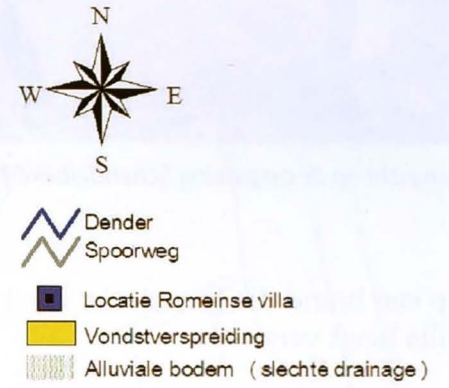 N
W E
S
Dender
Spoorweg
Locatie Romeinse villa
Vondstverspreiding
Alluviale bodem (slechte drainage)